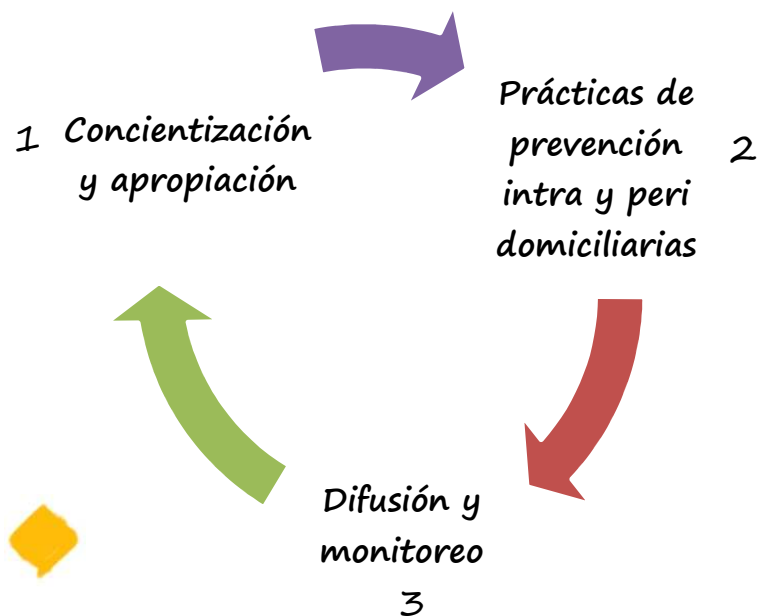 1 Concientización
y apropiación
Prácticas de
prevención 2
intra y peri
domiciliarias
Difusión y
monitoreo
3